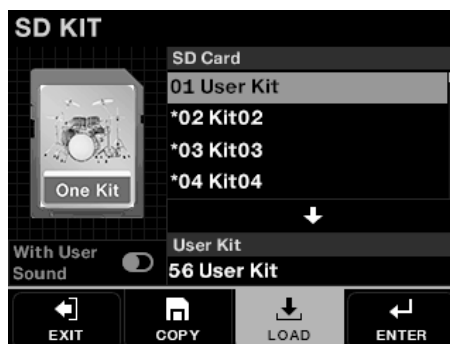 SD KIT
SD Card
01 User Kit
*02 Kit02
*03 Kit03
*04 Kit04
One Kit
With User
Sound
User Kit
56 User Kit
EXIT
COPY
LOAD
ENTER